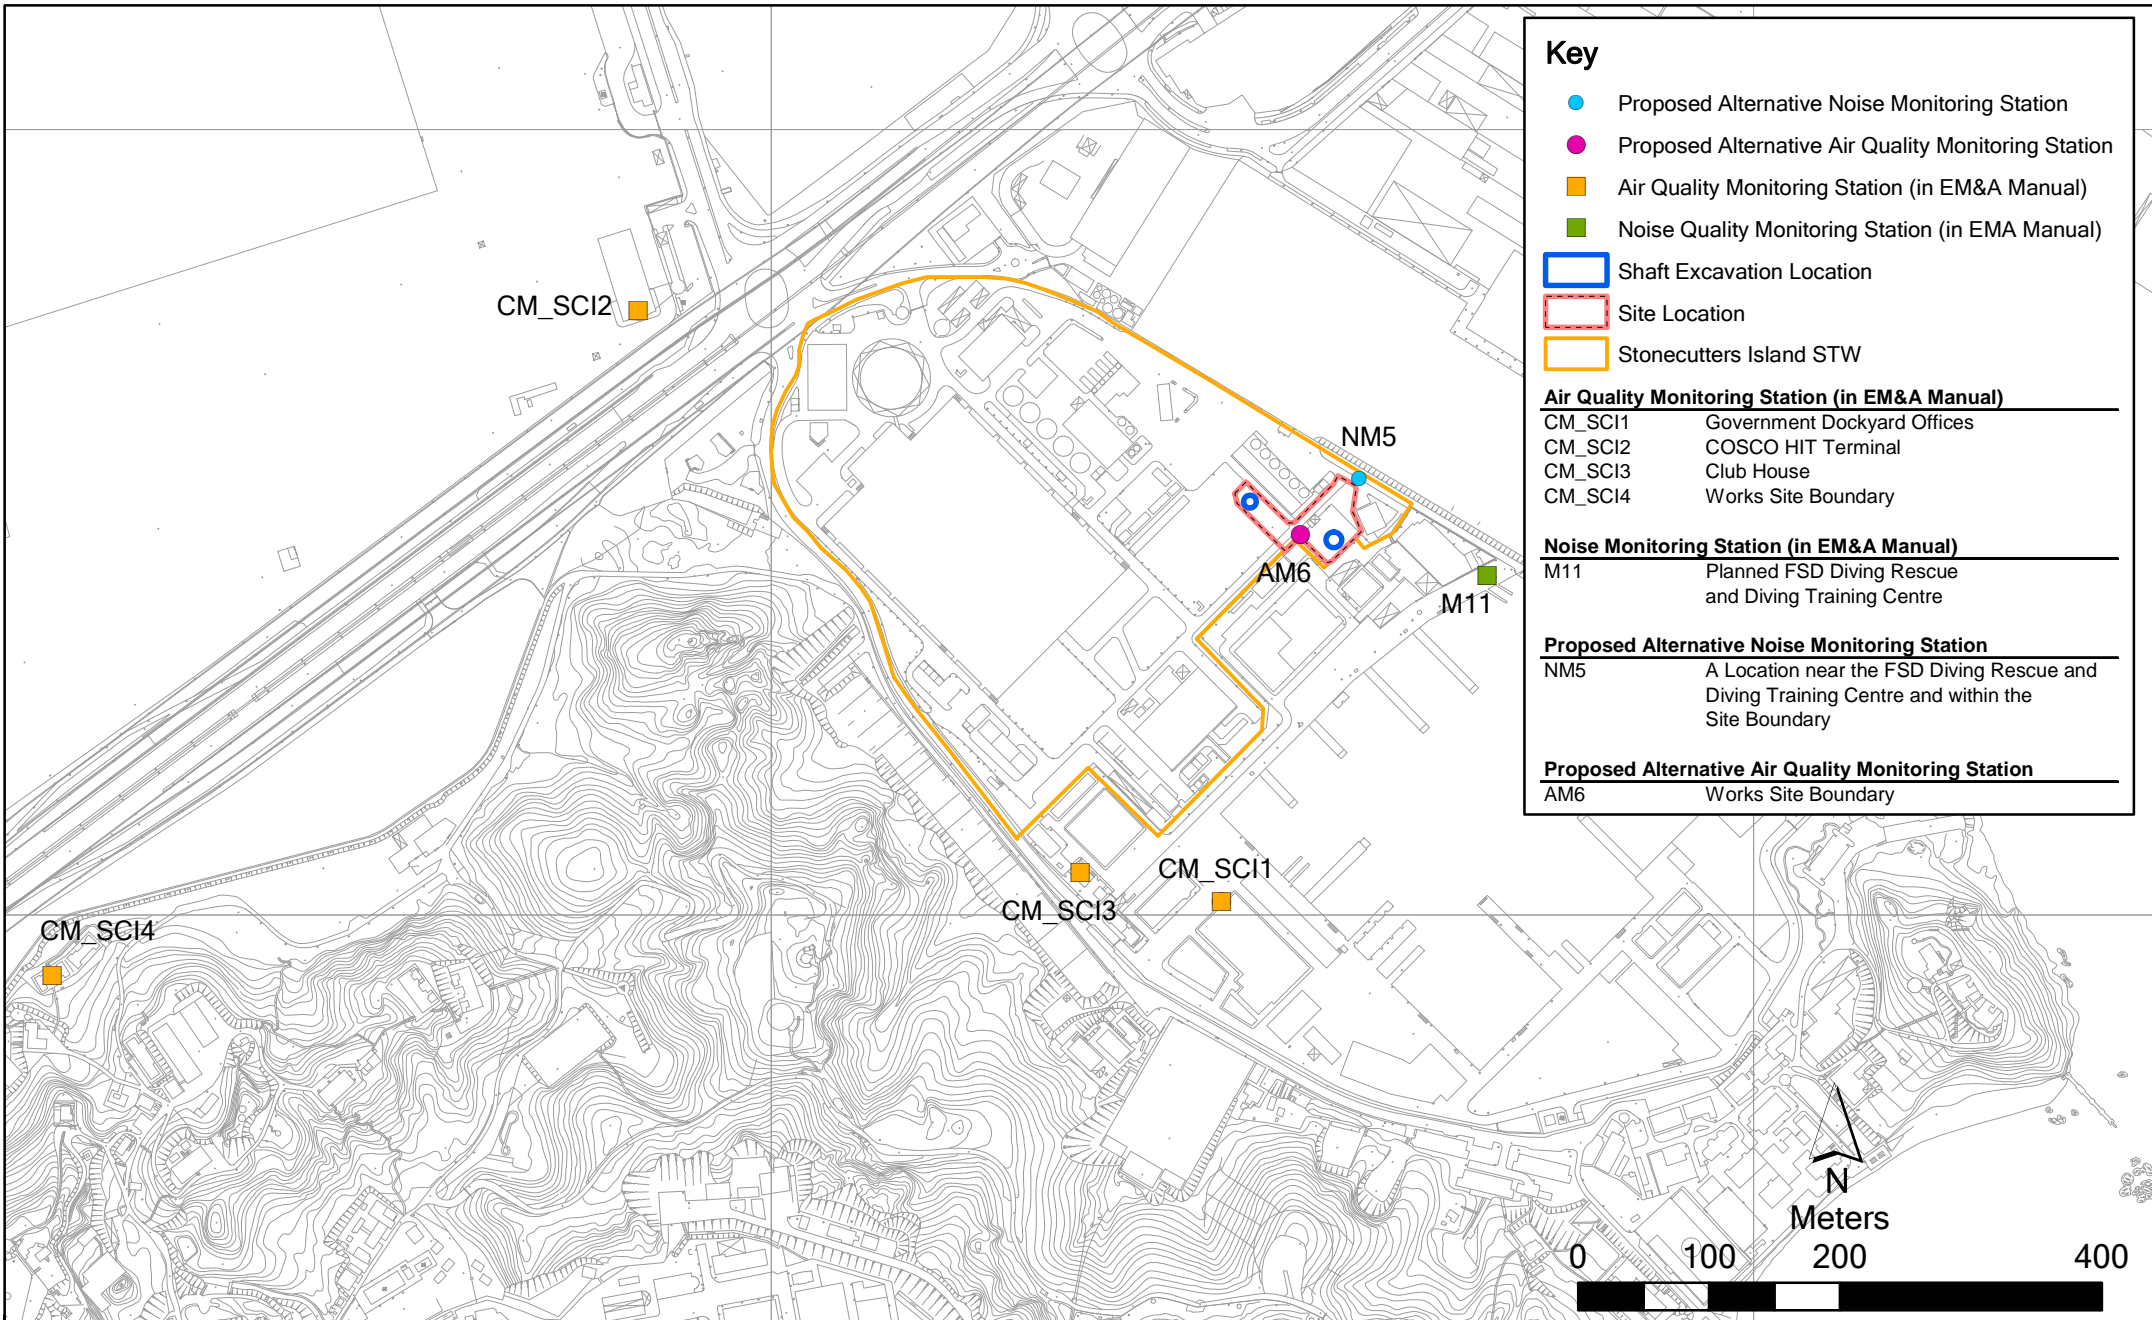 Key
Proposed Alternative Noise Monitoring Station
Proposed Alternative Air Quality Monitoring Station
Air Quality Monitoring Station (in EM&A Manual)
Noise Quality Monitoring Station (in EMA Manual)
Shaft Excavation Location
Site Location
Stonecutters Island STW
Air Quality Monitoring Station (in EM&A Manual)
CM_SCI1 Government Dockyard Offices
CM_SCI2 COSCO HIT Terminal
CM_SCI3 Club House
CM_SCI4 Works Site Boundary
Noise Monitoring Station (in EM&A Manual)
M11 Planned FSD Diving Rescue
and Diving Training Centre
Proposed Alternative Noise Monitoring Station
NM5 A Location near the FSD Diving Rescue and
Diving Training Centre and within the
Site Boundary
Proposed Alternative Air Quality Monitoring Station
AM6 Works Site Boundary
CM_SCI2
NM5
AM6
M11
CM_SCI1
CM_SCI3
CM_SCI4
N
Meters
0 100 200 400